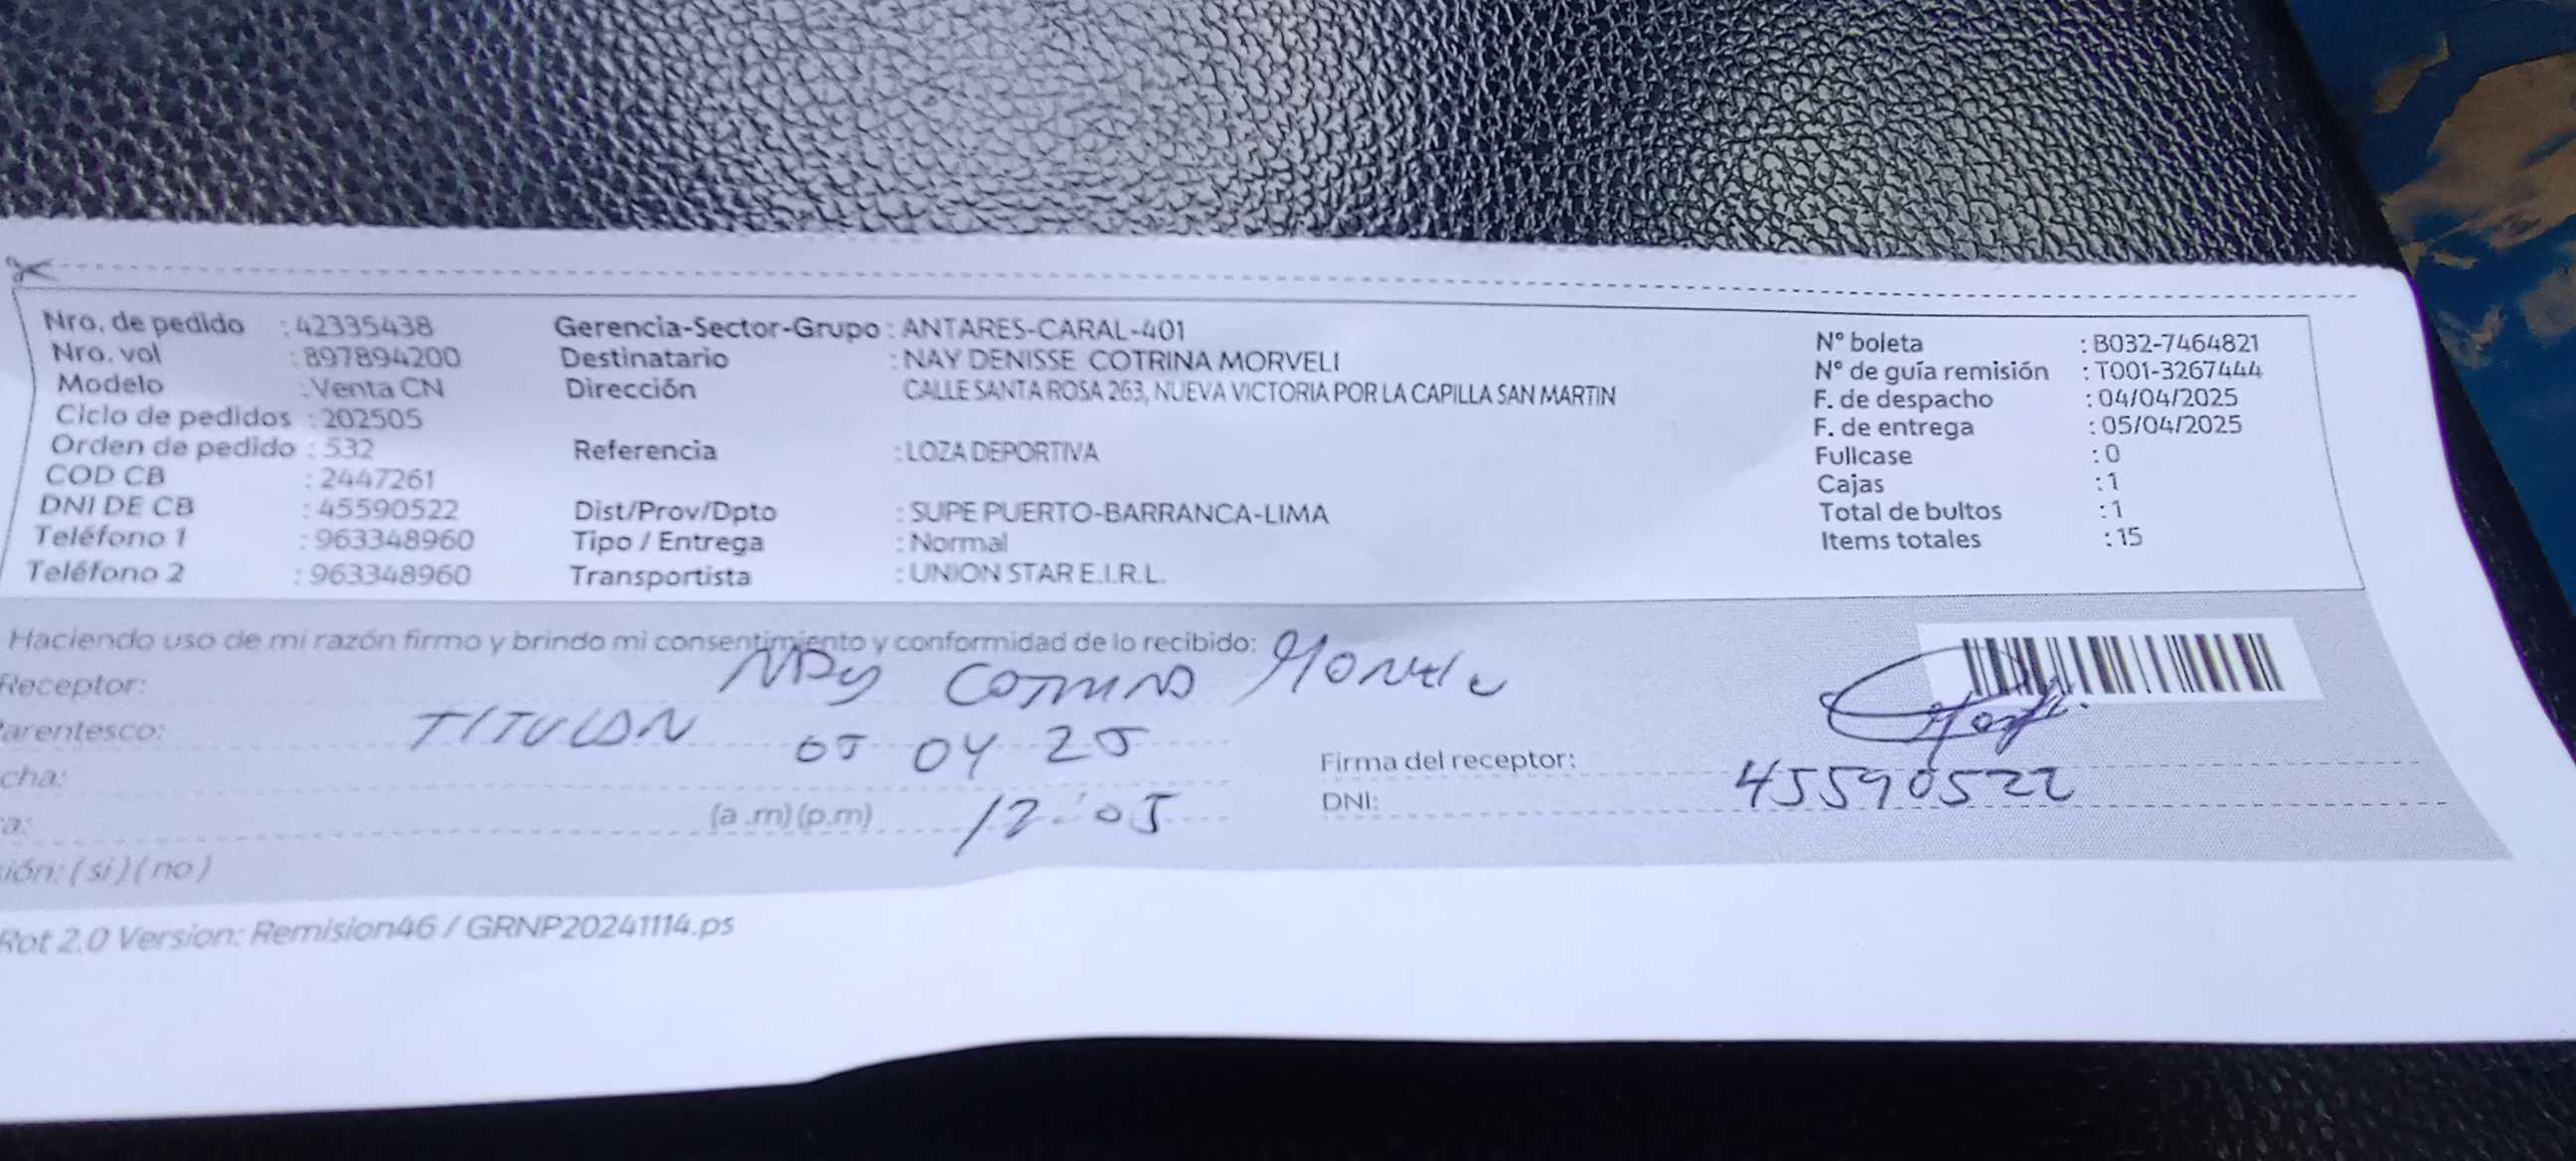 Nro. de pedido : 42335438 Gerencia-Sector-Grupo : ANTARES-CARAL-401 N° boleta : B032-7464821
Nro. vol : 897894200 Destinatario : NAY DENISSE COTRINA MORVELI N° de guía remisión : T001-3267444
Modelo : Venta CN Dirección CALLE SANTA ROSA 263, NUEVA VICTORIA POR LA CAPILLA SAN MARTIN F. de despacho : 04/04/2025
Ciclo de pedidos : 202505 F. de entrega : 05/04/2025
Orden de pedido : 532 Referencia : LOZA DEPORTIVA Fullcase : 0
COD CB : 2447261 Cajas : 1
DNI DE CB : 45590522 Dist/Prov/Dpto : SUPE PUERTO-BARRANCA-LIMA Total de bultos : 1
Teléfono 1 : 963348960 Tipo / Entrega : Normal Items totales : 15
Teléfono 2 : 963348960 Transportista : UNION STAR E.I.R.L.
Haciendo uso de mi razón firmo y brindo mi consentimiento y conformidad de lo recibido:
Receptor: Nay Cotrina Morveli
arentesco: TITULAR
cha: 05 04 25 Firma del receptor:
a: (a .m) (p.m) 12:05 DNI: 45590522
ión: (si) (no)
Rot 2.0 Version: Remision46 / GRNP20241114.ps